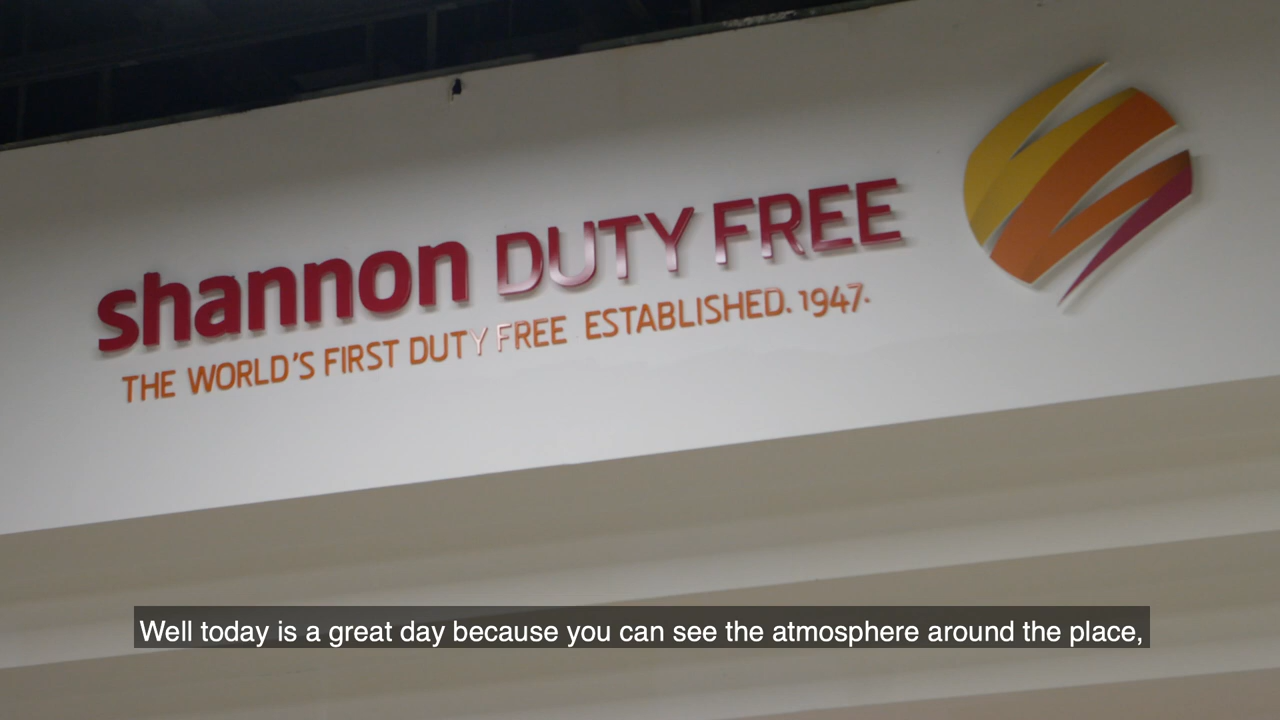 shannon DUTY FREE
THE WORLD'S FIRST DUTY FREE ESTABLISHED. 1947.
Well today is a great day because you can see the atmosphere around the place,